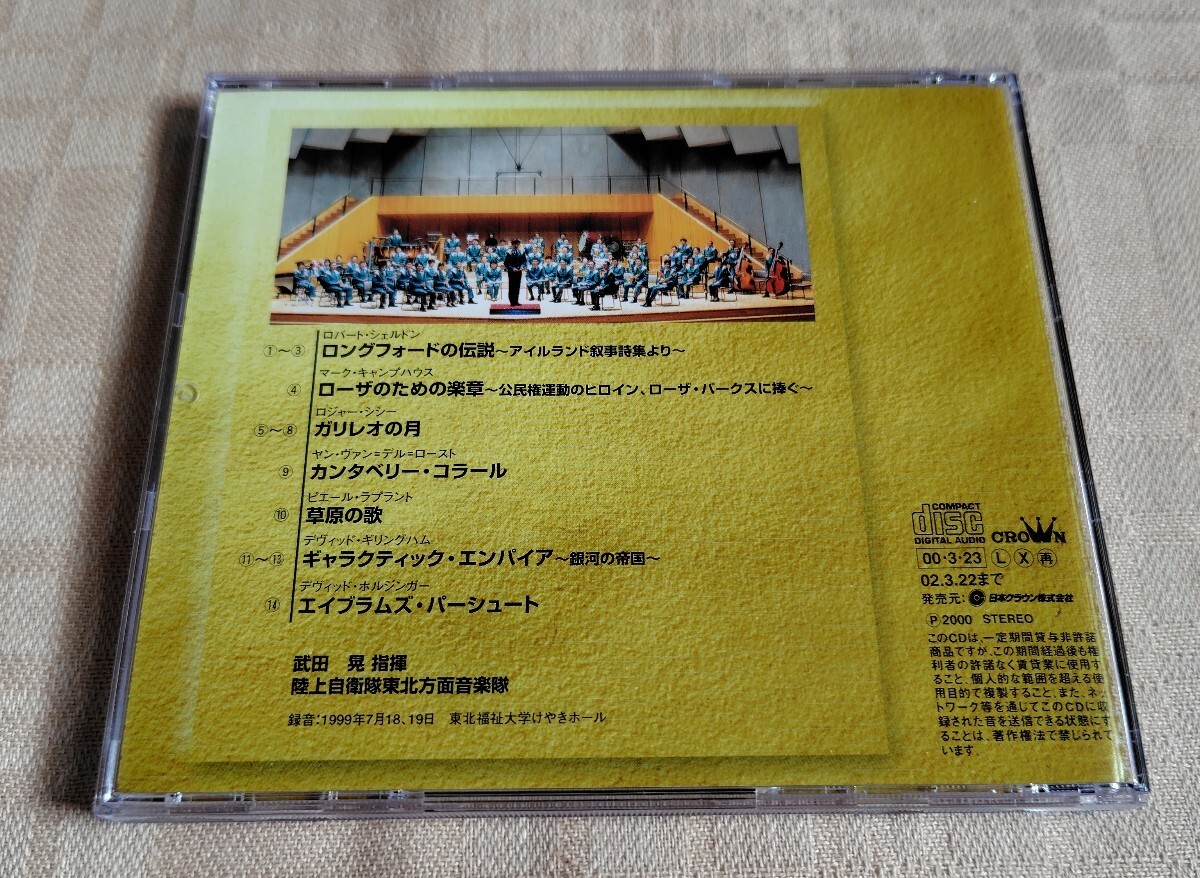 ロバート・シェルドン
①〜③ ロングフォードの伝説〜アイルランド叙事詩集より〜
マーク・キャンプハウス
④ ローザのための楽章〜公民権運動のヒロイン、ローザ・パークスに捧ぐ〜
ロジャー・シシー
⑤〜⑧ ガリレオの月
ヤン・ヴァン=デル=ロースト
⑨ カンタベリー・コラール
ピエール・ラプラント
⑩ 草原の歌
デヴィッド・ギリングハム
⑪〜⑬ ギャラクティック・エンパイア〜銀河の帝国〜
デヴィッド・ホルジンガー
⑭ エイブラムズ・パーシュート
武田 晃 指揮
陸上自衛隊東北方面音楽隊
録音:1999年7月18、19日 東北福祉大学けやきホール
COMPACT
disc
DIGITAL AUDIO
CROWN
00・3・23 Ⓛ Ⓧ 再
02.3.22まで
発売元: 日本クラウン株式会社
Ⓟ2000 STEREO
このCDは、一定期間貸与非許諾
商品ですが、この期間経過後も権
利者の許諾なく賃貸業に使用す
ること、個人的な範囲を超える使
用目的で複製すること、また、ネッ
トワーク等を通じてこのCDに収
録された音を送信できる状態にす
ることは、著作権法で禁じられて
います。